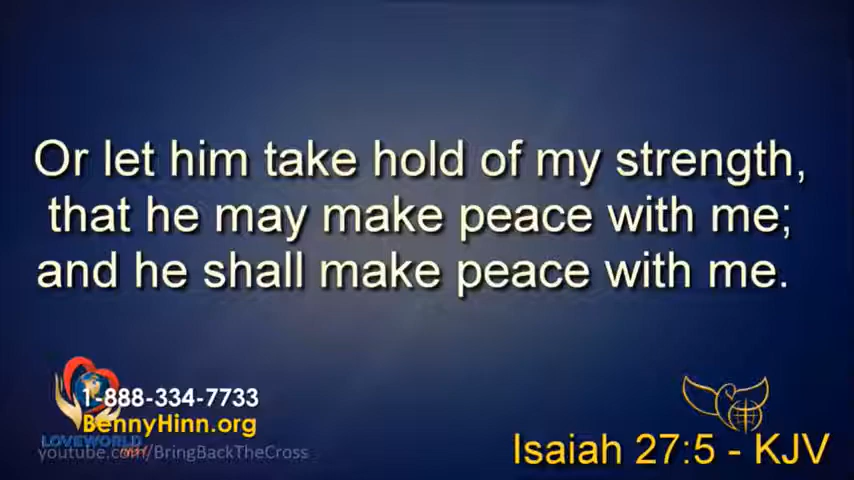 Or let him take hold of my strength,
that he may make peace with me;
and he shall make peace with me.
1-888-334-7733
BennyHinn.org
LOVEWORLD
youtube.com/BringBackTheCross
Isaiah 27:5 - KJV